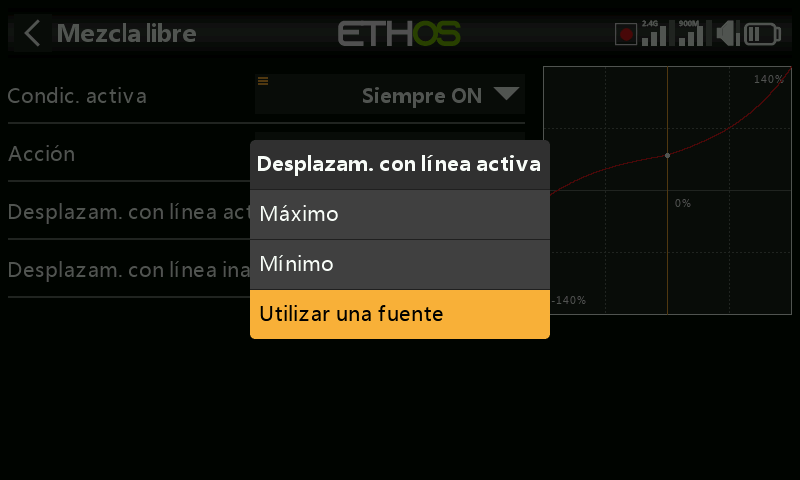 Mezcla libre
ETHOS
2.4G
900M
Condic. activa
Siempre ON
Acción
Desplazam. con línea act
Desplazam. con línea ina
Desplazam. con línea activa
Máximo
Mínimo
Utilizar una fuente
140%
0%
-140%